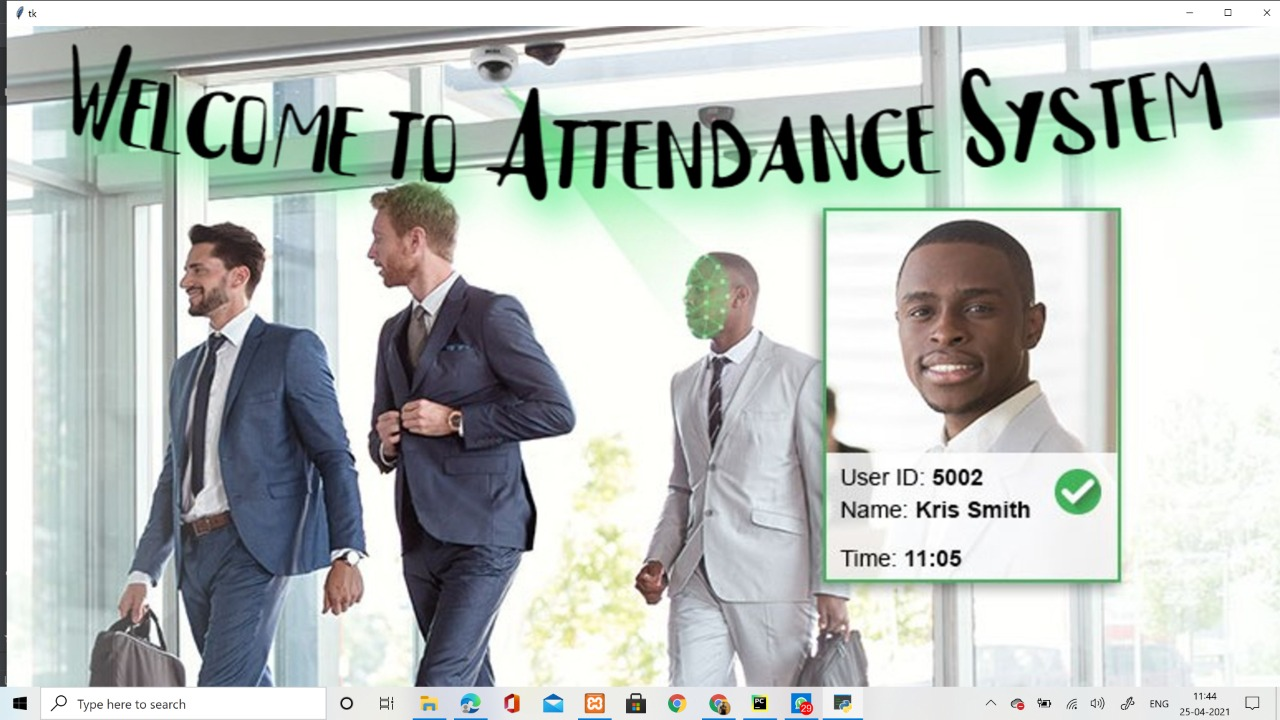 tk
WELCOME TO ATTENDANCE SYSTEM
User ID: 5002
Name: Kris Smith
Time: 11:05
Type here to search
PC
29
ENG
11:44
25-04-2021